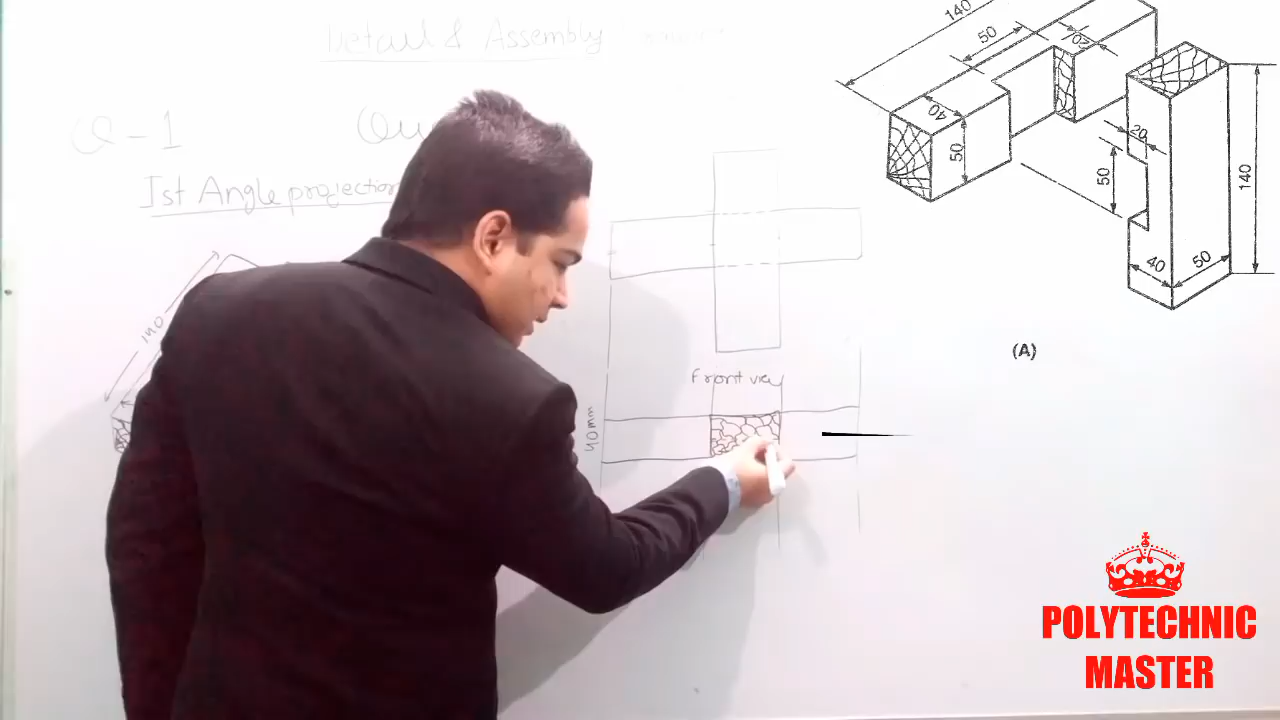 Detail & Assembly
Q-1
Ist Angle projection
140
Front view
40mm
140
50
20
40
50
20
50
140
40
50
(A)
POLYTECHNIC
MASTER